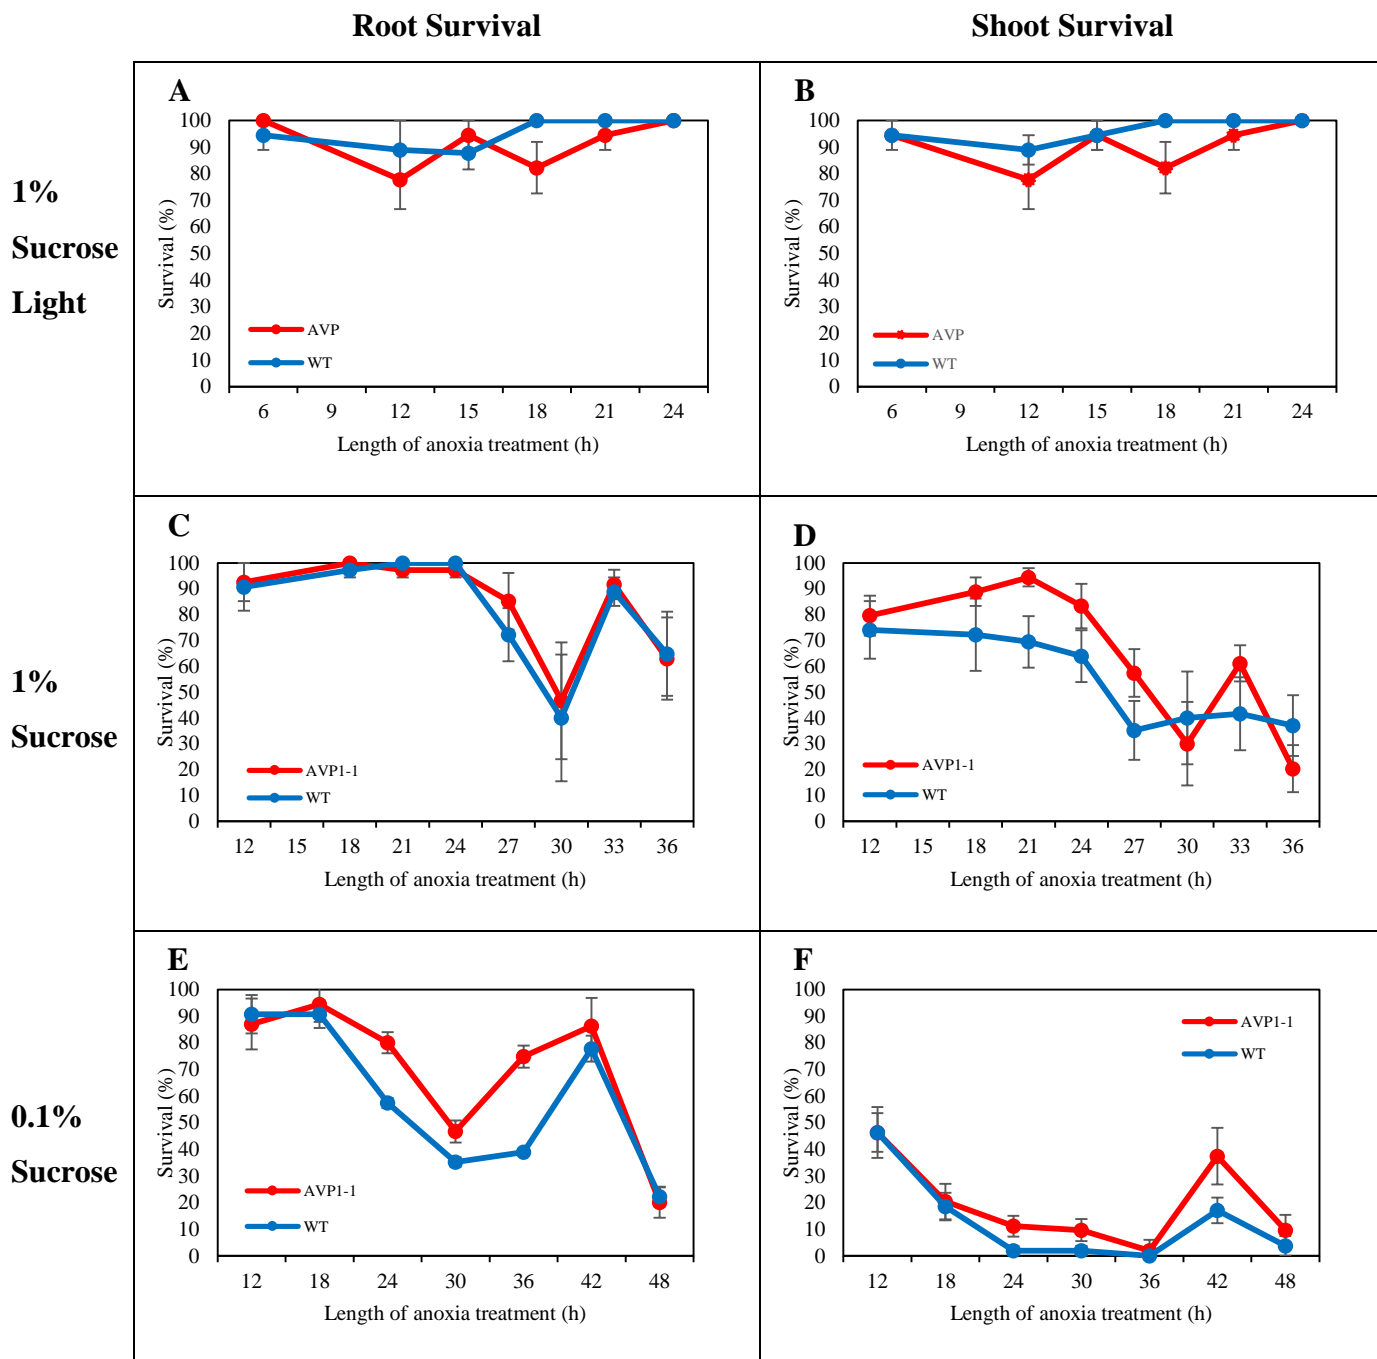 Root Survival
Shoot Survival
1%
Sucrose
Light
A
100
90
80
70
60
50
40
30
20
10
0
Survival (%)
AVP
WT
6 9 12 15 18 21 24
Length of anoxia treatment (h)
B
100
90
80
70
60
50
40
30
20
10
0
Survival (%)
AVP
WT
6 9 12 15 18 21 24
Length of anoxia treatment (h)
1%
Sucrose
C
100
90
80
70
60
50
40
30
20
10
0
Survival (%)
AVP1-1
WT
12 15 18 21 24 27 30 33 36
Length of anoxia treatment (h)
D
100
90
80
70
60
50
40
30
20
10
0
Survival (%)
AVP1-1
WT
12 15 18 21 24 27 30 33 36
Length of anoxia treatment (h)
0.1%
Sucrose
E
100
90
80
70
60
50
40
30
20
10
0
Survival (%)
AVP1-1
WT
12 18 24 30 36 42 48
Length of anoxia treatment (h)
F
100
90
80
70
60
50
40
30
20
10
0
Survival (%)
AVP1-1
WT
12 18 24 30 36 42 48
Length of anoxia treatment (h)